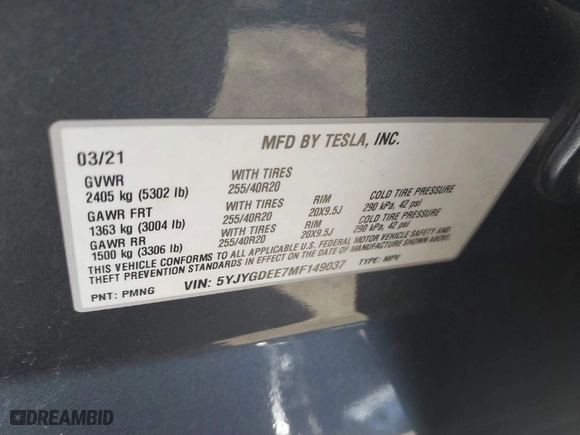 MFD BY TESLA, INC.
03/21
GVWR
2405 kg (5302 lb)
WITH TIRES
255/40R20
GAWR FRT
1363 kg (3004 lb)
WITH TIRES
255/40R20
RIM
20X9.5J
COLD TIRE PRESSURE
290 kPa, 42 psi
GAWR RR
1500 kg (3306 lb)
WITH TIRES
255/40R20
RIM
20X9.5J
COLD TIRE PRESSURE
290 kPa, 42 psi
THIS VEHICLE CONFORMS TO ALL APPLICABLE U.S. FEDERAL MOTOR VEHICLE SAFETY AND
THEFT PREVENTION STANDARDS IN EFFECT ON THE DATE OF MANUFACTURE SHOWN ABOVE.
PNT: PMNG
VIN: 5YJYGDEE7MF149037
TYPE: MPV
DREAMBID